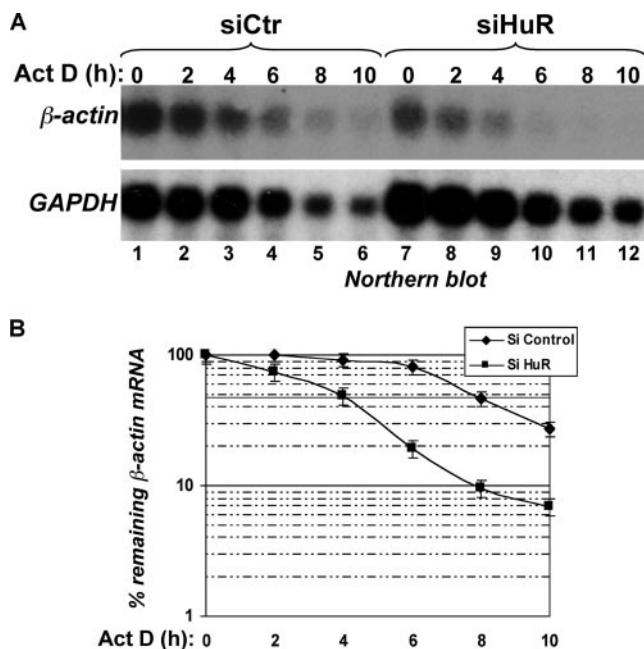 A
siCtr siHuR
Act D (h): 0 2 4 6 8 10 0 2 4 6 8 10
β-actin
GAPDH
1 2 3 4 5 6 7 8 9 10 11 12
Northern blot
B
Si Control
Si HuR
% remaining β-actin mRNA
100
10
1
Act D (h) 0 2 4 6 8 10